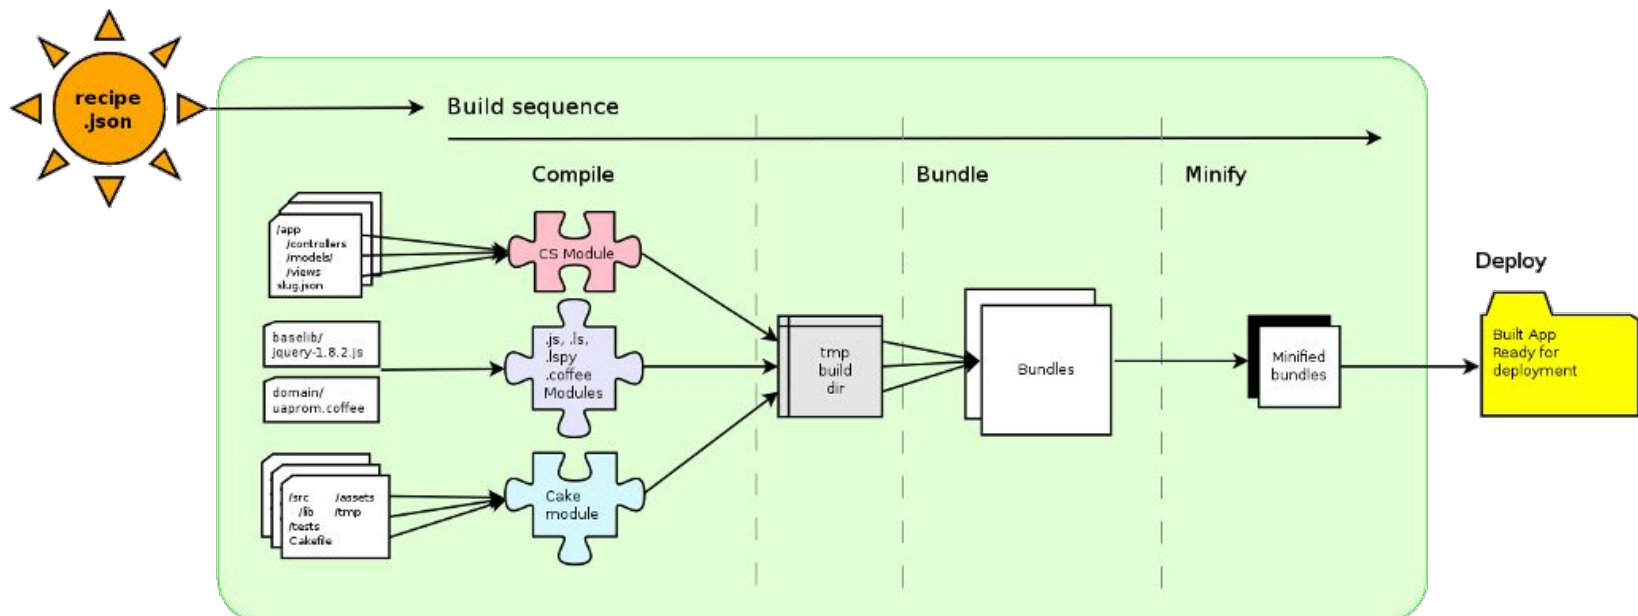 recipe
.json
Build sequence
Compile
Bundle
Minify
/app
/controllers
/models/
/views
slug.json
CS Module
baselib/
jquery-1.8.2.js
domain/
uaprom.coffee
.js, .ls,
.lspy
.coffee
Modules
/src /assets
/lib /tmp
/tests
Cakefile
Cake
module
tmp
build
dir
Bundles
Minified
bundles
Deploy
Built App
Ready for
deployment